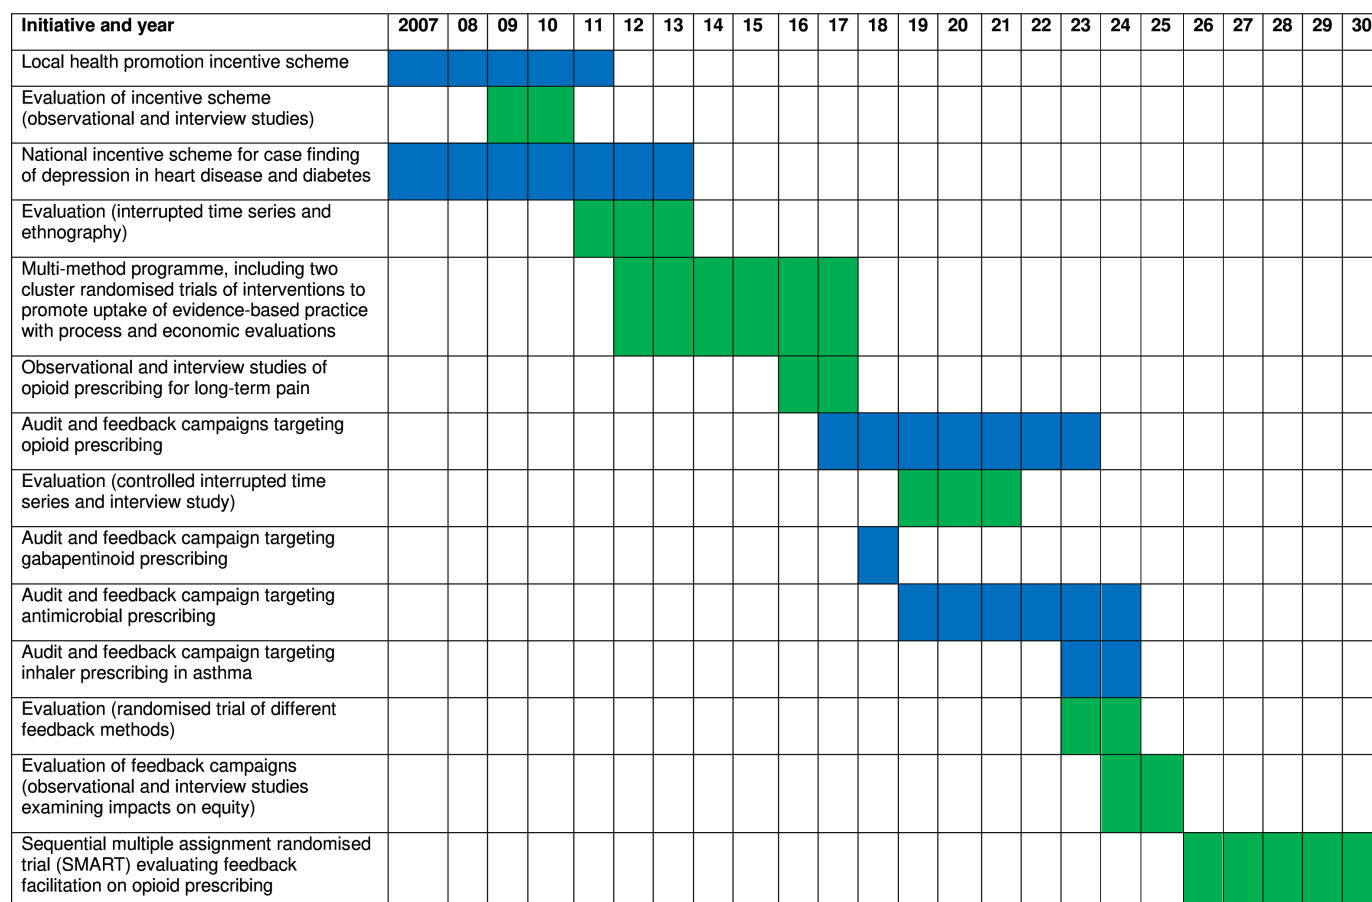 Initiative and year 2007 08 09 10 11 12 13 14 15 16 17 18 19 20 21 22 23 24 25 26 27 28 29 30
Local health promotion incentive scheme
Evaluation of incentive scheme
(observational and interview studies)
National incentive scheme for case finding
of depression in heart disease and diabetes
Evaluation (interrupted time series and
ethnography)
Multi-method programme, including two
cluster randomised trials of interventions to
promote uptake of evidence-based practice
with process and economic evaluations
Observational and interview studies of
opioid prescribing for long-term pain
Audit and feedback campaigns targeting
opioid prescribing
Evaluation (controlled interrupted time
series and interview study)
Audit and feedback campaign targeting
gabapentinoid prescribing
Audit and feedback campaign targeting
antimicrobial prescribing
Audit and feedback campaign targeting
inhaler prescribing in asthma
Evaluation (randomised trial of different
feedback methods)
Evaluation of feedback campaigns
(observational and interview studies
examining impacts on equity)
Sequential multiple assignment randomised
trial (SMART) evaluating feedback
facilitation on opioid prescribing